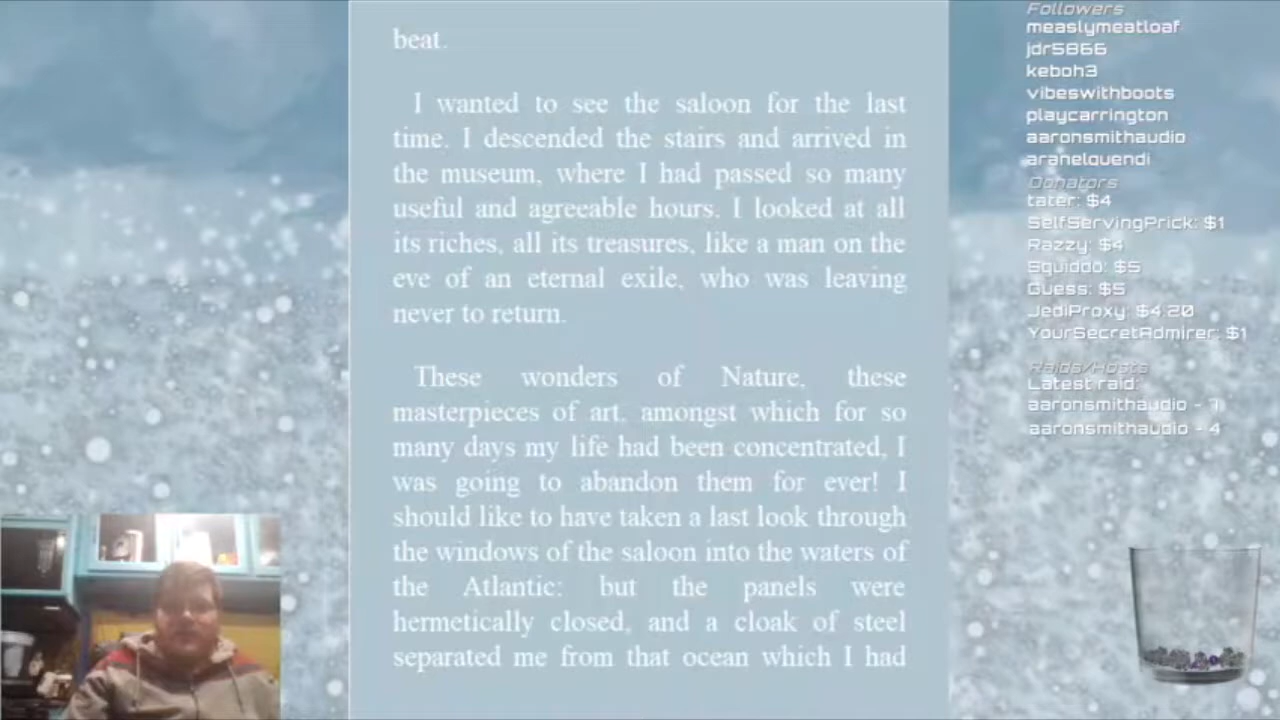 beat.
I wanted to see the saloon for the last
time. I descended the stairs and arrived in
the museum, where I had passed so many
useful and agreeable hours. I looked at all
its riches, all its treasures, like a man on the
eve of an eternal exile, who was leaving
never to return.
These wonders of Nature, these
masterpieces of art, amongst which for so
many days my life had been concentrated, I
was going to abandon them for ever! I
should like to have taken a last look through
the windows of the saloon into the waters of
the Atlantic: but the panels were
hermetically closed, and a cloak of steel
separated me from that ocean which I had
Followers
measlymeatloaf
jdr5866
keboh3
vibeswithboots
playcarrington
aaronsmithaudio
aranelquendi
Donators
tater: $4
SelfServingPrick: $1
Razzy: $4
Squidoo: $5
Guess: $5
JediProxy: $4.20
YourSecretAdmirer: $1
Raids/Hosts
Latest raid:
aaronsmithaudio - 7
aaronsmithaudio - 4